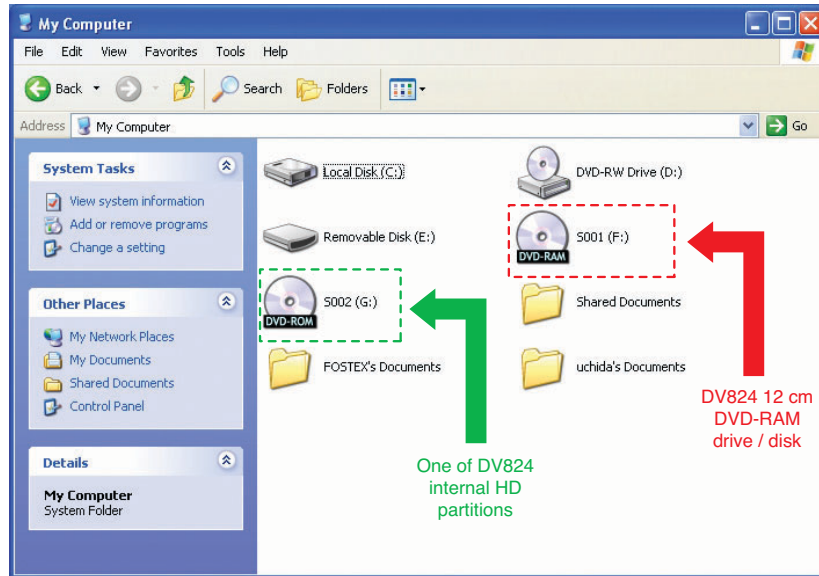 My Computer
File Edit View Favorites Tools Help
Back Search Folders
Address My Computer Go
System Tasks
View system information
Add or remove programs
Change a setting
Other Places
My Network Places
My Documents
Shared Documents
Control Panel
Details
My Computer
System Folder
Local Disk (C:)
DVD-RW Drive (D:)
Removable Disk (E:)
S001 (F:)
DVD-RAM
S002 (G:)
DVD-ROM
Shared Documents
FOSTEX's Documents
uchida's Documents
One of DV824
internal HD
partitions
DV824 12 cm
DVD-RAM
drive / disk